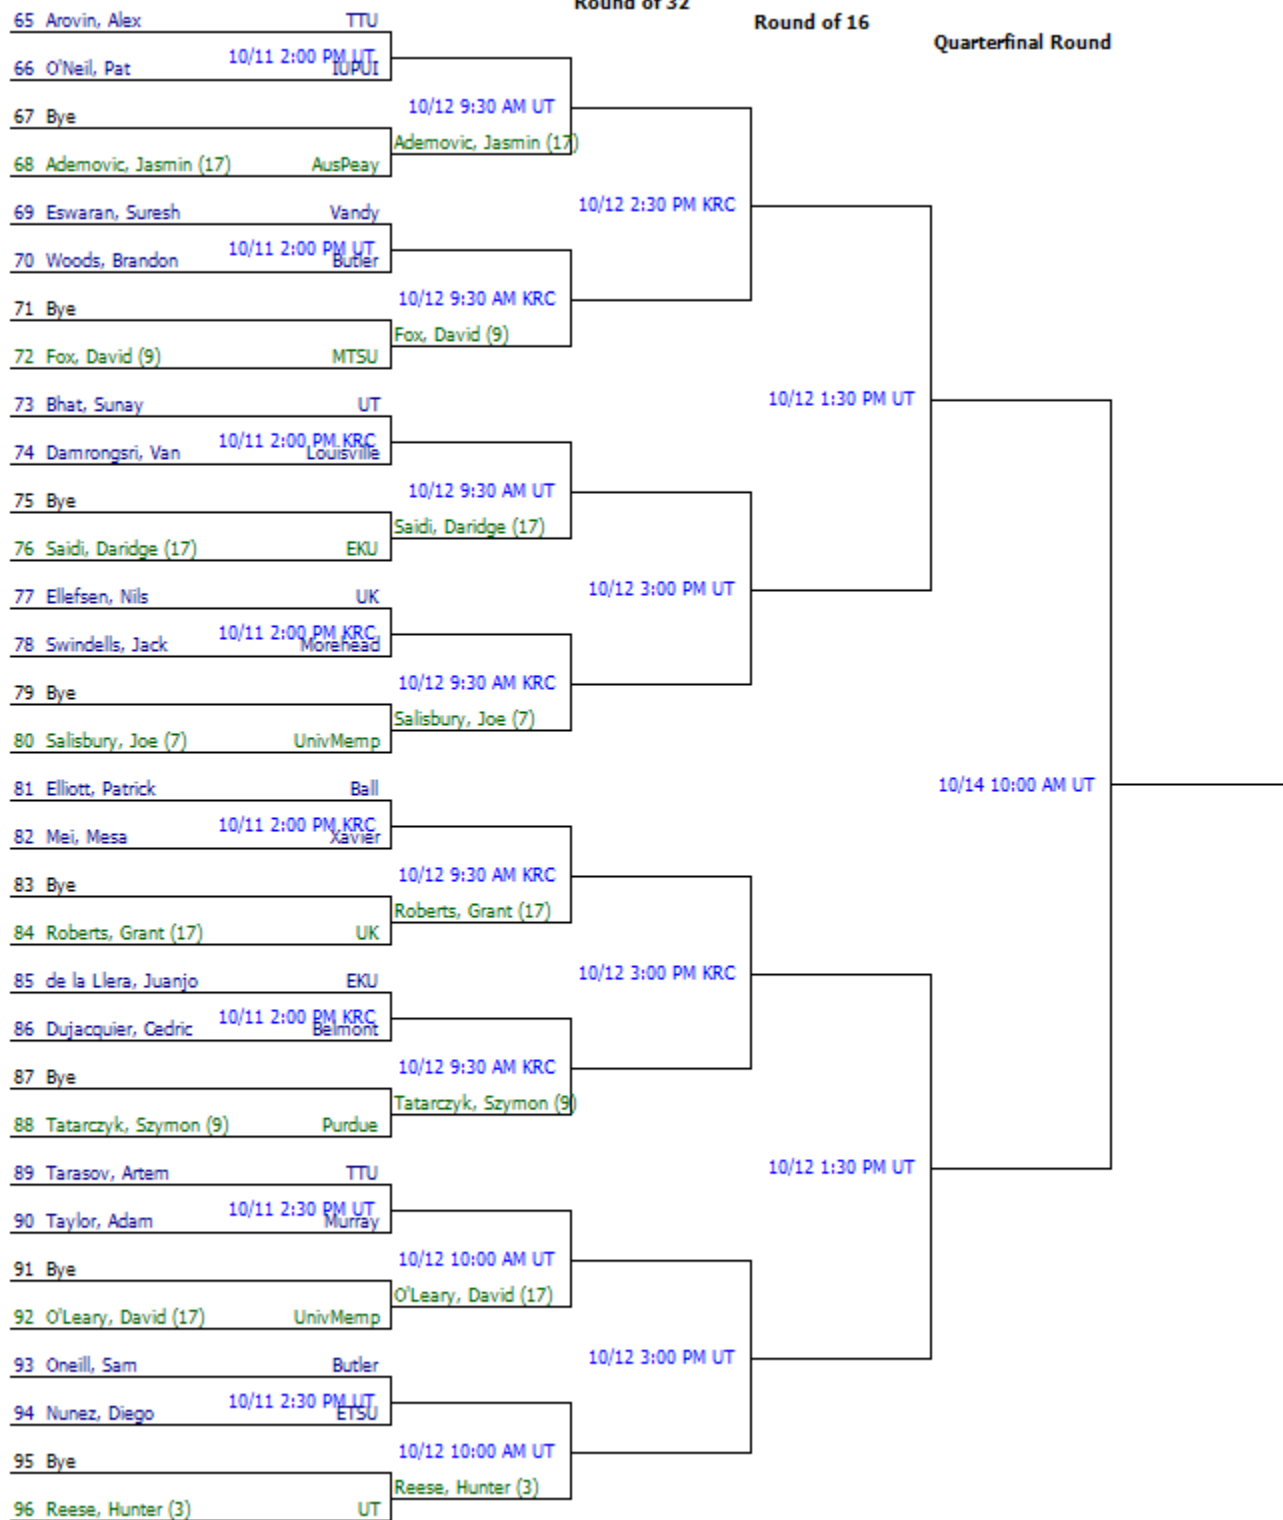 Round of 32
Round of 16
Quarterfinal Round
65 Arovin, Alex TTU
10/11 2:00 PM UT
66 O'Neil, Pat IUPUI
10/12 9:30 AM UT
67 Bye
Ademovic, Jasmin (17)
68 Ademovic, Jasmin (17) AusPeay
10/12 2:30 PM KRC
69 Eswaran, Suresh Vandy
10/11 2:00 PM UT
70 Woods, Brandon Butler
10/12 9:30 AM KRC
71 Bye
Fox, David (9)
72 Fox, David (9) MTSU
10/12 1:30 PM UT
73 Bhat, Sunay UT
10/11 2:00 PM KRC
74 Damrongsri, Van Louisville
10/12 9:30 AM UT
75 Bye
Saidi, Daridge (17)
76 Saidi, Daridge (17) EKU
10/12 3:00 PM UT
77 Ellefsen, Nils UK
10/11 2:00 PM KRC
78 Swindells, Jack Morehead
10/12 9:30 AM KRC
79 Bye
Salisbury, Joe (7)
80 Salisbury, Joe (7) UnivMemp
10/14 10:00 AM UT
81 Elliott, Patrick Ball
10/11 2:00 PM KRC
82 Mei, Mesa Xavier
10/12 9:30 AM KRC
83 Bye
Roberts, Grant (17)
84 Roberts, Grant (17) UK
10/12 3:00 PM KRC
85 de la Llera, Juanjo EKU
10/11 2:00 PM KRC
86 Dujacquier, Cedric Belmont
10/12 9:30 AM KRC
87 Bye
Tatarczyk, Szymon (9)
88 Tatarczyk, Szymon (9) Purdue
10/12 1:30 PM UT
89 Tarasov, Artem TTU
10/11 2:30 PM UT
90 Taylor, Adam Murray
10/12 10:00 AM UT
91 Bye
O'Leary, David (17)
92 O'Leary, David (17) UnivMemp
10/12 3:00 PM UT
93 Oneill, Sam Butler
10/11 2:30 PM UT
94 Nunez, Diego ETSU
10/12 10:00 AM UT
95 Bye
Reese, Hunter (3)
96 Reese, Hunter (3) UT